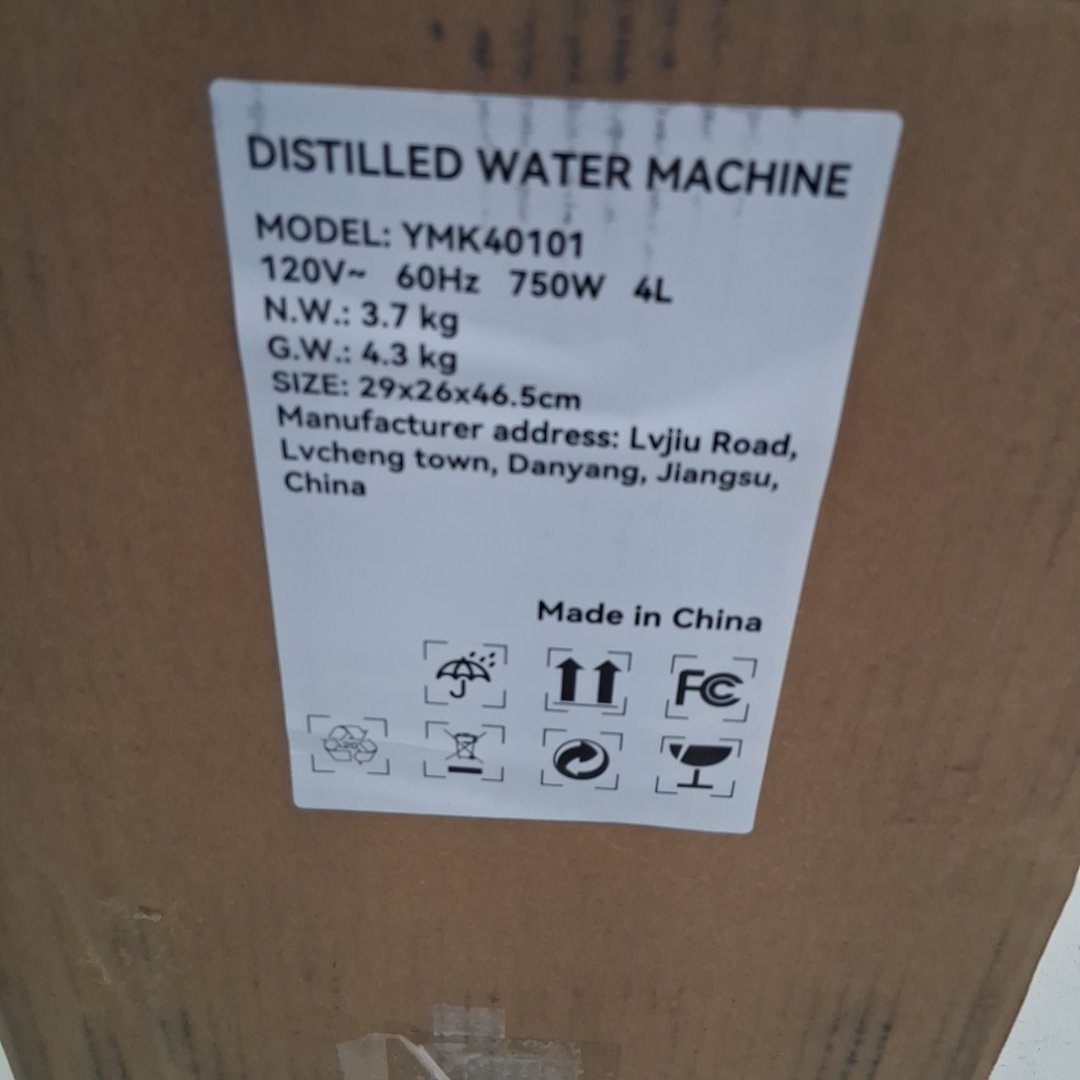 DISTILLED WATER MACHINE
MODEL: YMK40101
120V~ 60Hz 750W 4L
N.W.: 3.7 kg
G.W.: 4.3 kg
SIZE: 29x26x46.5cm
Manufacturer address: Lvjiu Road,
Lvcheng town, Danyang, Jiangsu,
China
Made in China
FC